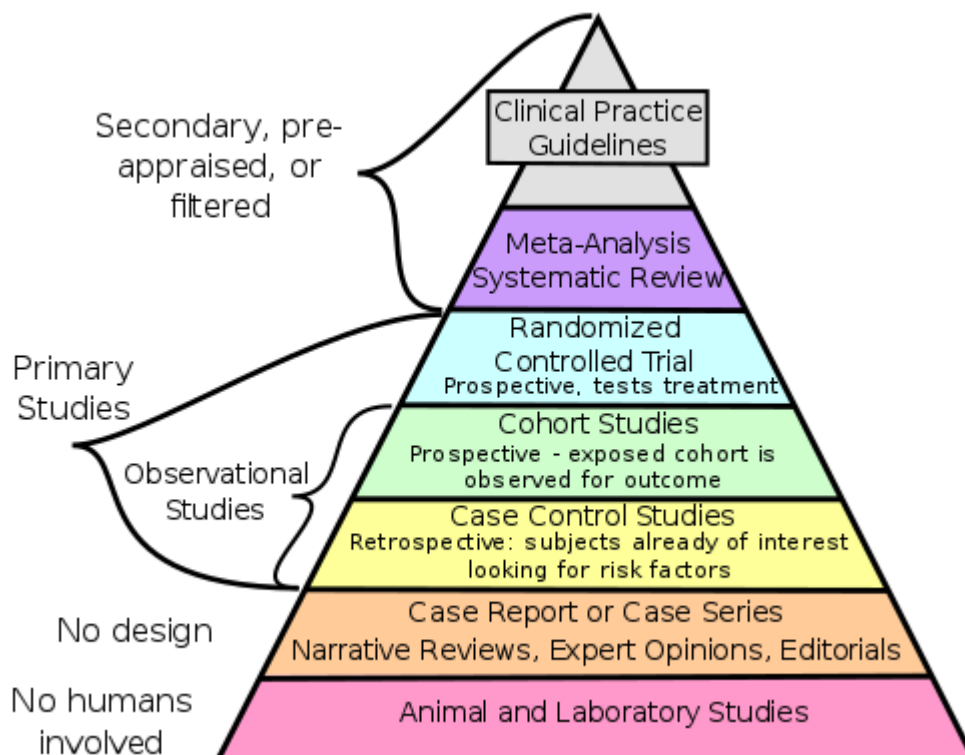 Clinical Practice
Guidelines
Secondary, pre-
appraised, or
filtered
Meta-Analysis
Systematic Review
Randomized
Controlled Trial
Prospective, tests treatment
Primary
Studies
Cohort Studies
Prospective - exposed cohort is
observed for outcome
Observational
Studies
Case Control Studies
Retrospective: subjects already of interest
looking for risk factors
No design
Case Report or Case Series
Narrative Reviews, Expert Opinions, Editorials
No humans
involved
Animal and Laboratory Studies